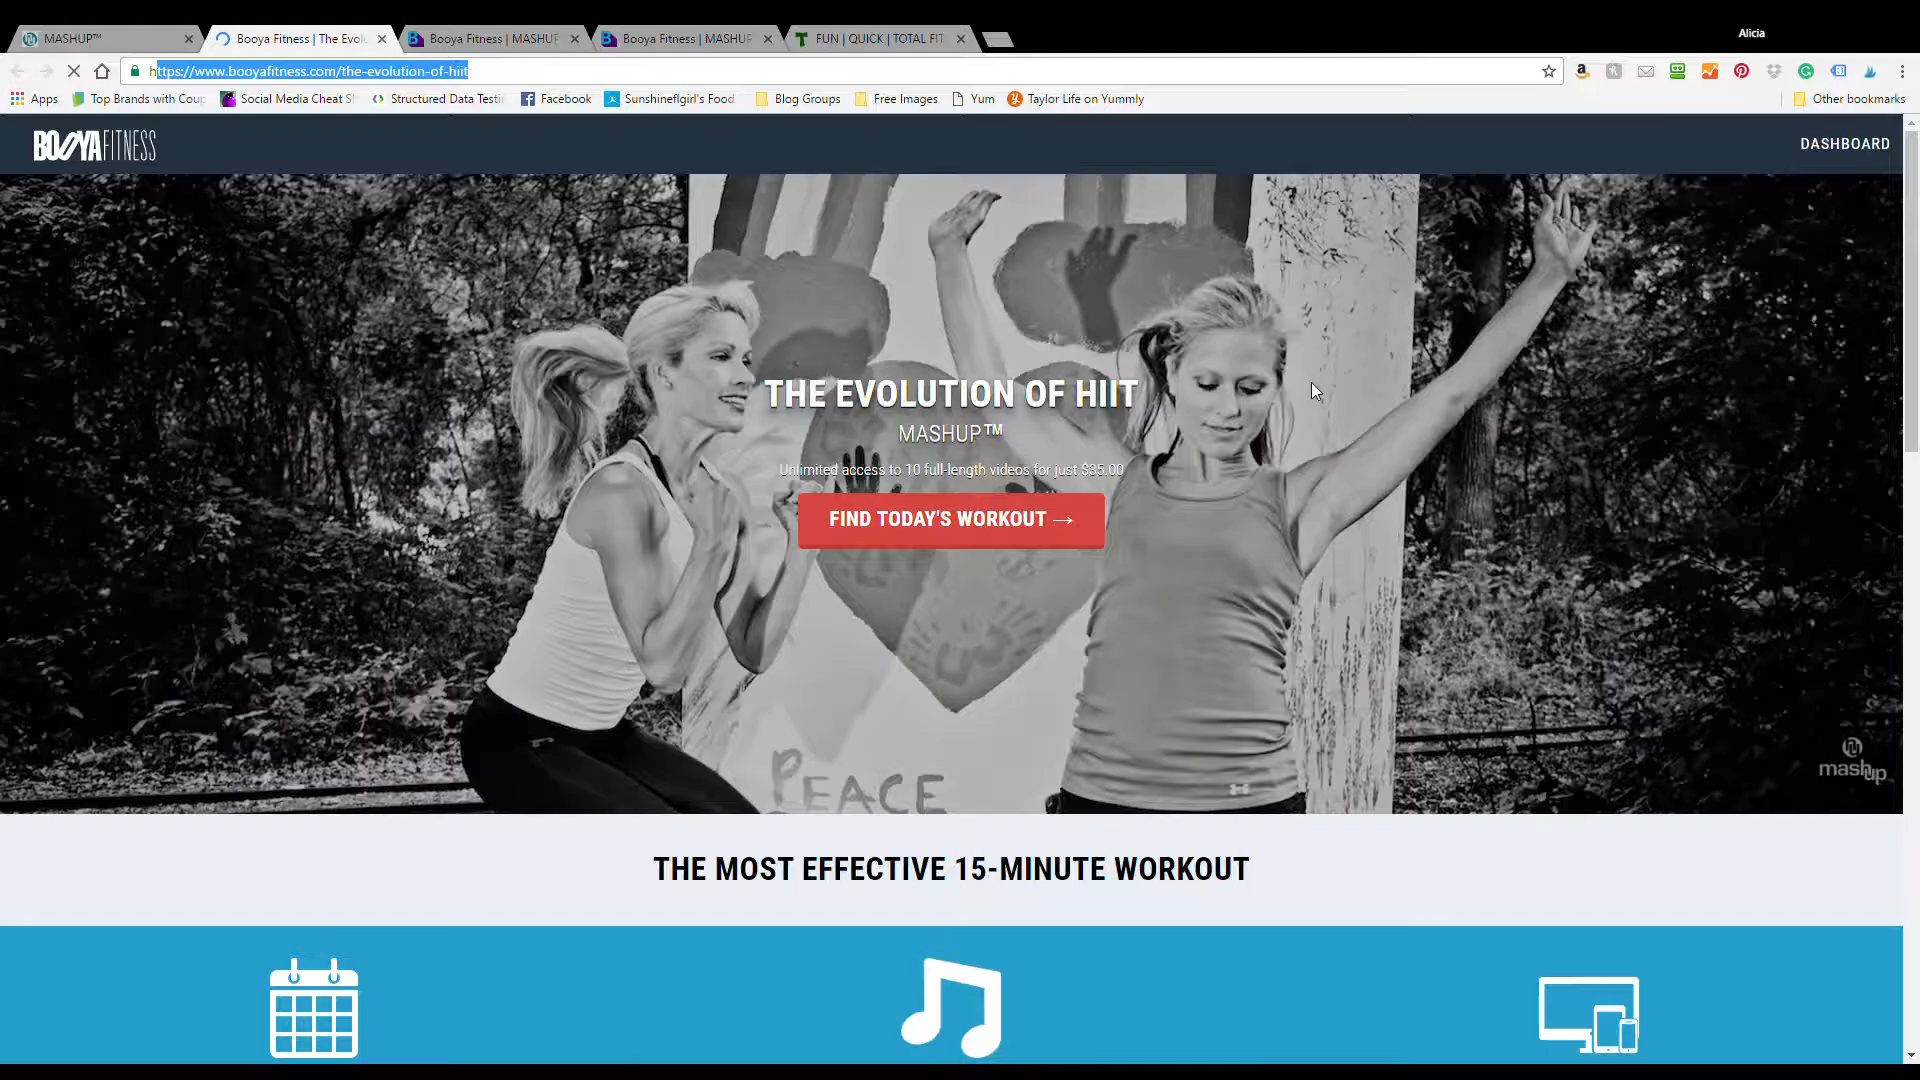 MASHUP™
Booya Fitness | The Evol
Booya Fitness | MASHUP
Booya Fitness | MASHUP
FUN | QUICK | TOTAL FIT
Alicia
https://www.booyafitness.com/the-evolution-of-hiit
Apps
Top Brands with Coup
Social Media Cheat Sh
Structured Data Testin
Facebook
Sunshineflgirl's Food
Blog Groups
Free Images
Yum
Taylor Life on Yummly
Other bookmarks
BOOYAFITNESS
DASHBOARD
THE EVOLUTION OF HIIT
MASHUP™
Unlimited access to 10 full-length videos for just $35.00
FIND TODAY'S WORKOUT →
PEACE
mashup
THE MOST EFFECTIVE 15-MINUTE WORKOUT